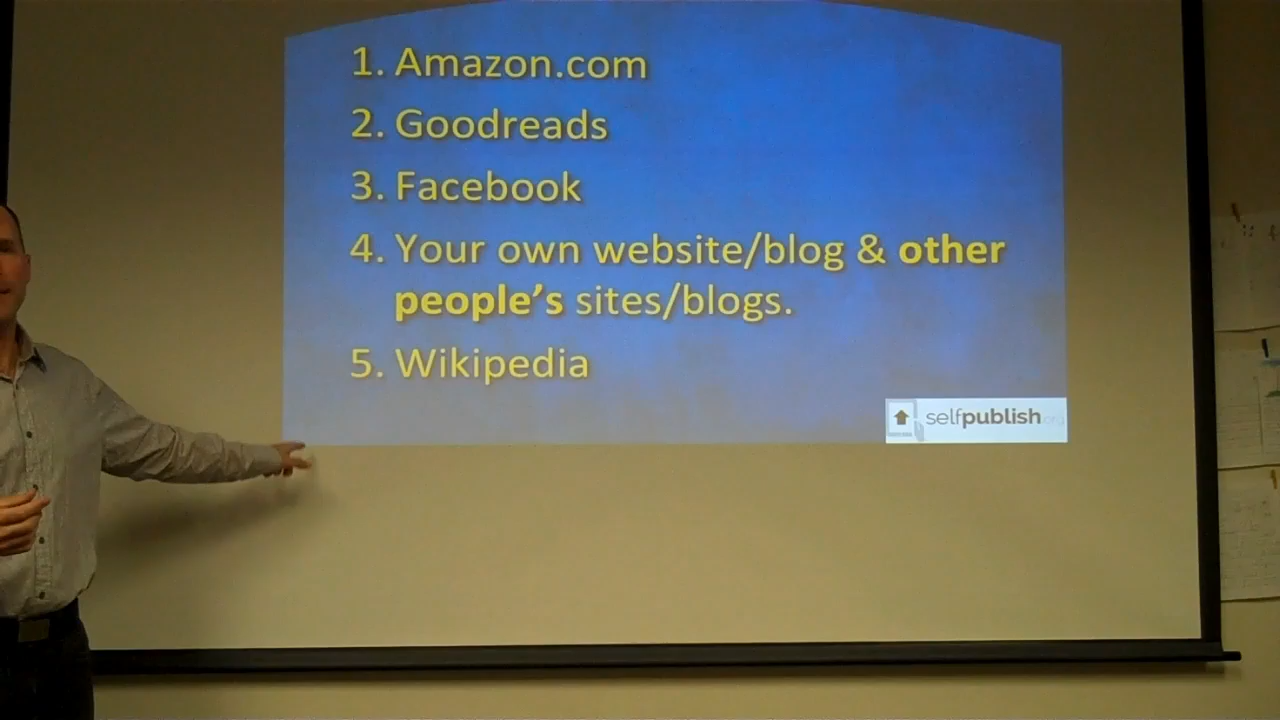 1. Amazon.com
2. Goodreads
3. Facebook
4. Your own website/blog & other
people’s sites/blogs.
5. Wikipedia
selfpublish.org